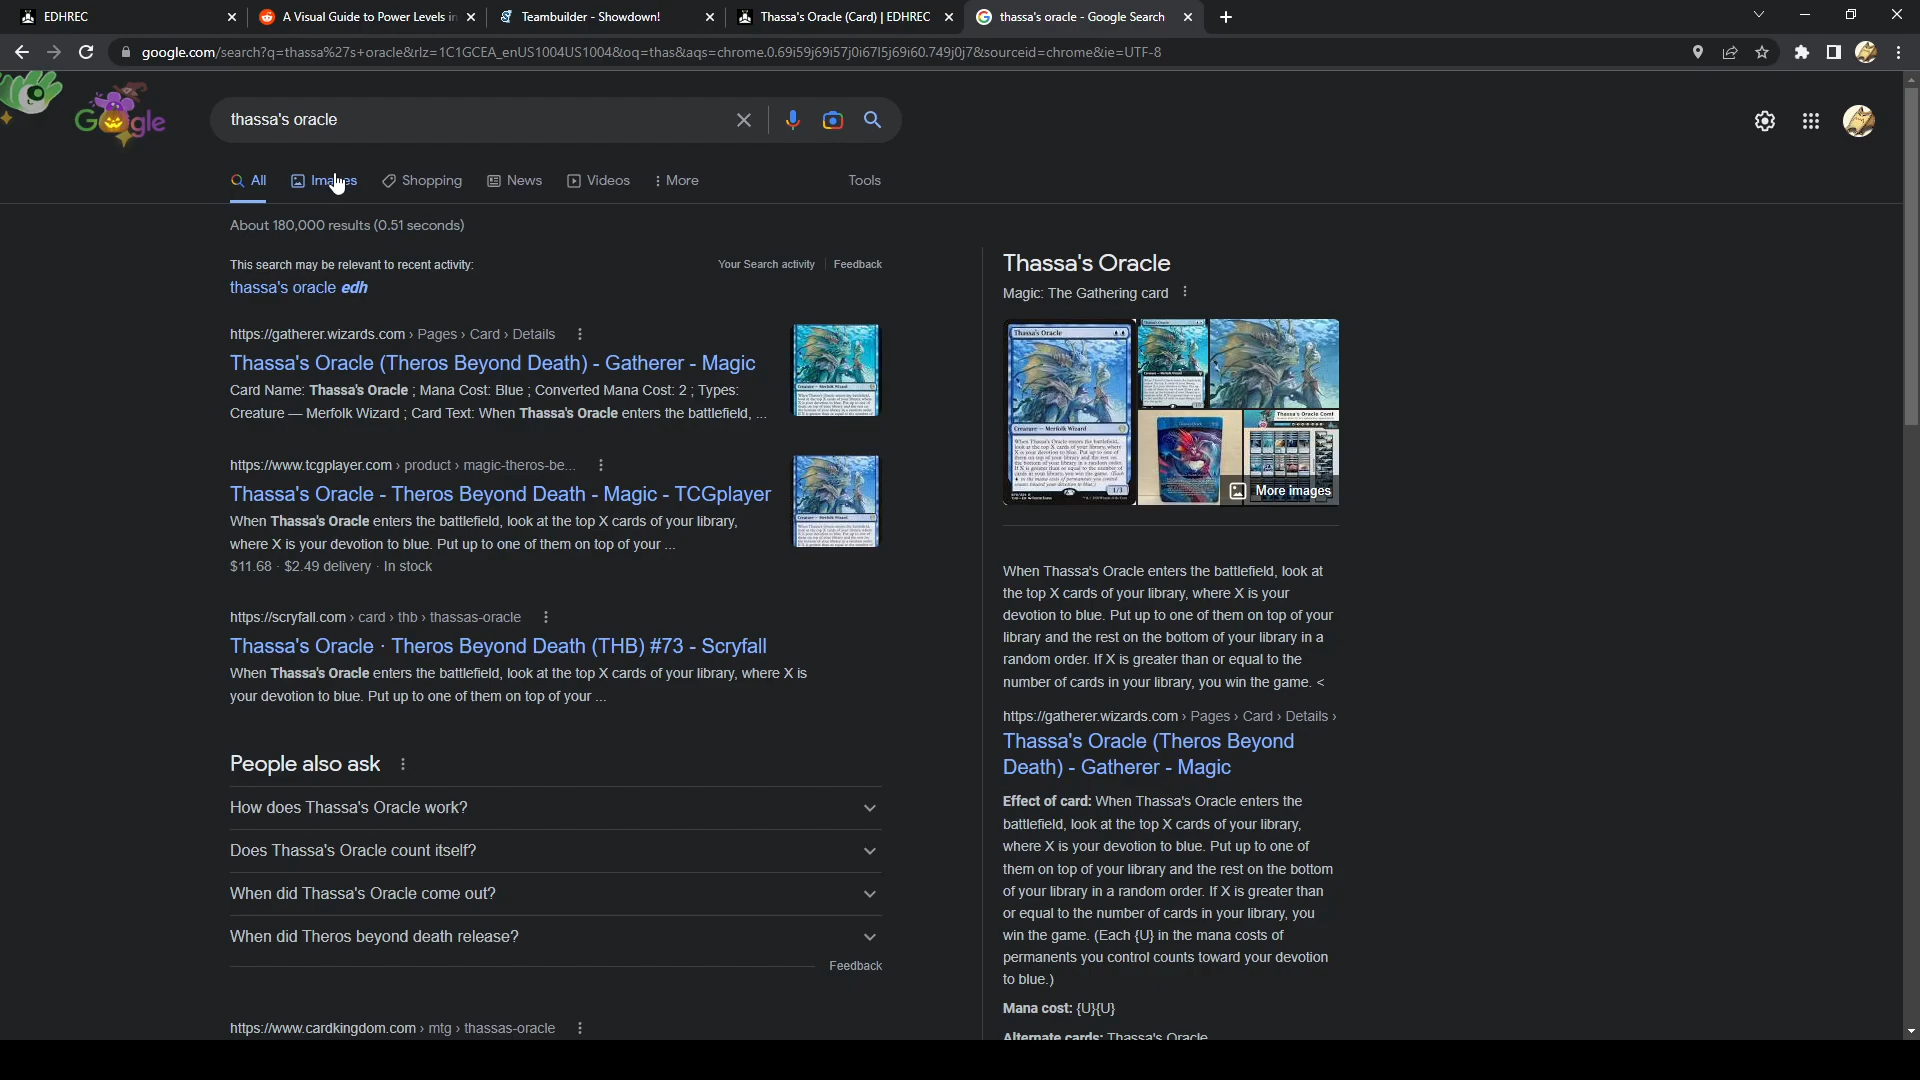 EDHREC
A Visual Guide to Power Levels in
Teambuilder - Showdown!
Thassa's Oracle (Card) | EDHREC
thassa's oracle - Google Search
google.com/search?q=thassa%27s+oracle&rlz=1C1GCEA_enUS1004US1004&oq=thas&aqs=chrome.0.69i59j69i57j0i67l5j69i60.749j0j7&sourceid=chrome&ie=UTF-8
Google
thassa's oracle
All
Images
Shopping
News
Videos
More
Tools
About 180,000 results (0.51 seconds)
This search may be relevant to recent activity:
Your Search activity
Feedback
thassa's oracle edh
https://gatherer.wizards.com › Pages › Card › Details
Thassa's Oracle (Theros Beyond Death) - Gatherer - Magic
Card Name: Thassa's Oracle ; Mana Cost: Blue ; Converted Mana Cost: 2 ; Types:
Creature — Merfolk Wizard ; Card Text: When Thassa's Oracle enters the battlefield, ...
https://www.tcgplayer.com › product › magic-theros-be...
Thassa's Oracle - Theros Beyond Death - Magic - TCGplayer
When Thassa's Oracle enters the battlefield, look at the top X cards of your library,
where X is your devotion to blue. Put up to one of them on top of your ...
$11.68 · $2.49 delivery · In stock
https://scryfall.com › card › thb › thassas-oracle
Thassa's Oracle · Theros Beyond Death (THB) #73 - Scryfall
When Thassa's Oracle enters the battlefield, look at the top X cards of your library, where X is
your devotion to blue. Put up to one of them on top of your ...
People also ask
How does Thassa's Oracle work?
Does Thassa's Oracle count itself?
When did Thassa's Oracle come out?
When did Theros beyond death release?
Feedback
https://www.cardkingdom.com › mtg › thassas-oracle
Thassa's Oracle
Magic: The Gathering card
Thassa's Oracle
Creature — Merfolk Wizard
1/3
More images
When Thassa's Oracle enters the battlefield, look at
the top X cards of your library, where X is your
devotion to blue. Put up to one of them on top of your
library and the rest on the bottom of your library in a
random order. If X is greater than or equal to the
number of cards in your library, you win the game. <
https://gatherer.wizards.com › Pages › Card › Details ›
Thassa's Oracle (Theros Beyond
Death) - Gatherer - Magic
Effect of card: When Thassa's Oracle enters the
battlefield, look at the top X cards of your library,
where X is your devotion to blue. Put up to one of
them on top of your library and the rest on the bottom
of your library in a random order. If X is greater than
or equal to the number of cards in your library, you
win the game. (Each {U} in the mana costs of
permanents you control counts toward your devotion
to blue.)
Mana cost: {U}{U}
Alternate cards: Thassa's Oracle